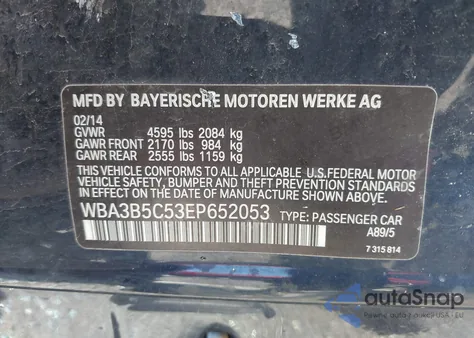 MFD BY BAYERISCHE MOTOREN WERKE AG
02/14
GVWR 4595 lbs 2084 kg
GAWR FRONT 2170 lbs 984 kg
GAWR REAR 2555 lbs 1159 kg
THIS VEHICLE CONFORMS TO ALL APPLICABLE U.S.FEDERAL MOTOR
VEHICLE SAFETY, BUMPER AND THEFT PREVENTION STANDARDS
IN EFFECT ON THE DATE OF MANUFACTURE SHOWN ABOVE.
WBA3B5C53EP652053 TYPE: PASSENGER CAR
A89/5
7 315 814
autoSnap